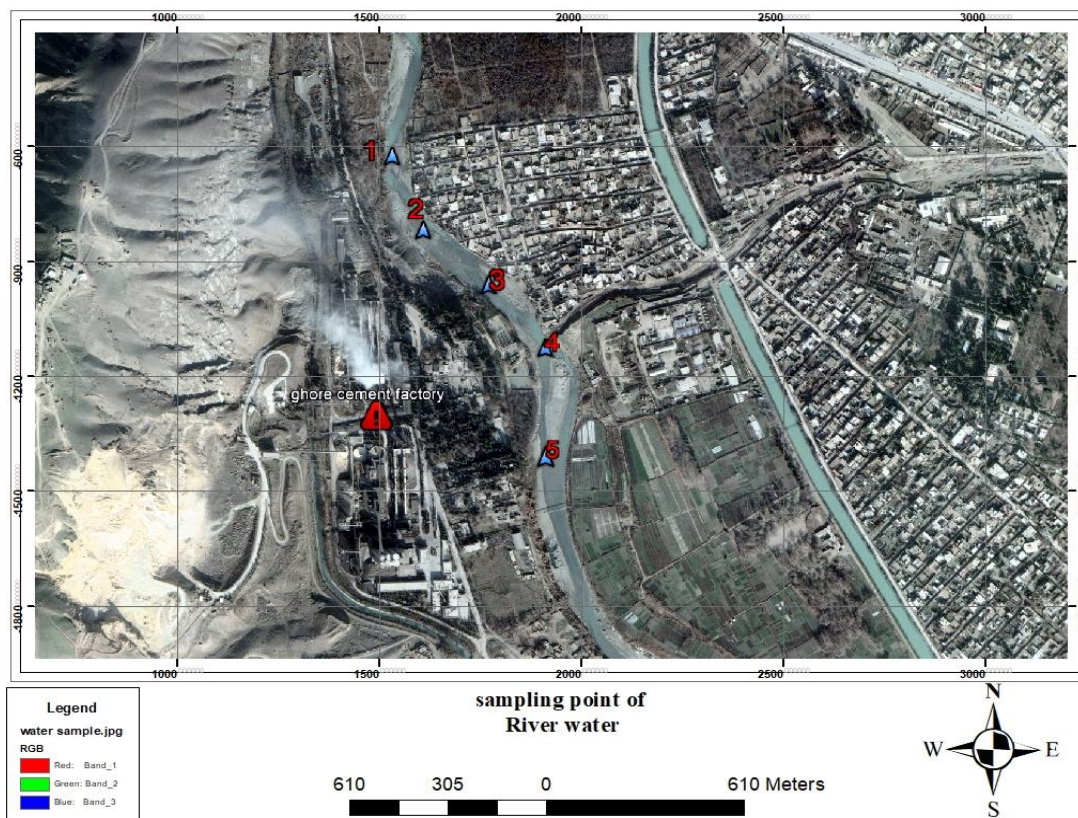 1000 1500 2000 2500 3000
600
1
2
900
3
4
1200
ghore cement factory
5
1500
1800
1000 1500 2000 2500 3000
Legend
water sample.jpg
RGB
Red: Band_1
Green: Band_2
Blue: Band_3
sampling point of
River water
610 305 0 610 Meters
N
W E
S